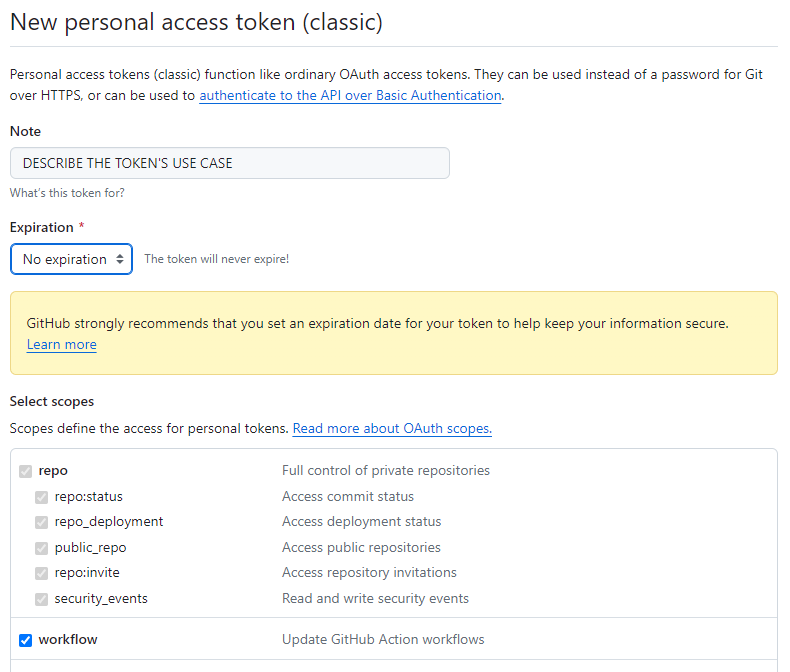 New personal access token (classic)
Personal access tokens (classic) function like ordinary OAuth access tokens. They can be used instead of a password for Git
over HTTPS, or can be used to authenticate to the API over Basic Authentication.
Note
DESCRIBE THE TOKEN'S USE CASE
What's this token for?
Expiration *
No expiration The token will never expire!
GitHub strongly recommends that you set an expiration date for your token to help keep your information secure.
Learn more
Select scopes
Scopes define the access for personal tokens. Read more about OAuth scopes.
repo Full control of private repositories
repo:status Access commit status
repo_deployment Access deployment status
public_repo Access public repositories
repo:invite Access repository invitations
security_events Read and write security events
workflow Update GitHub Action workflows